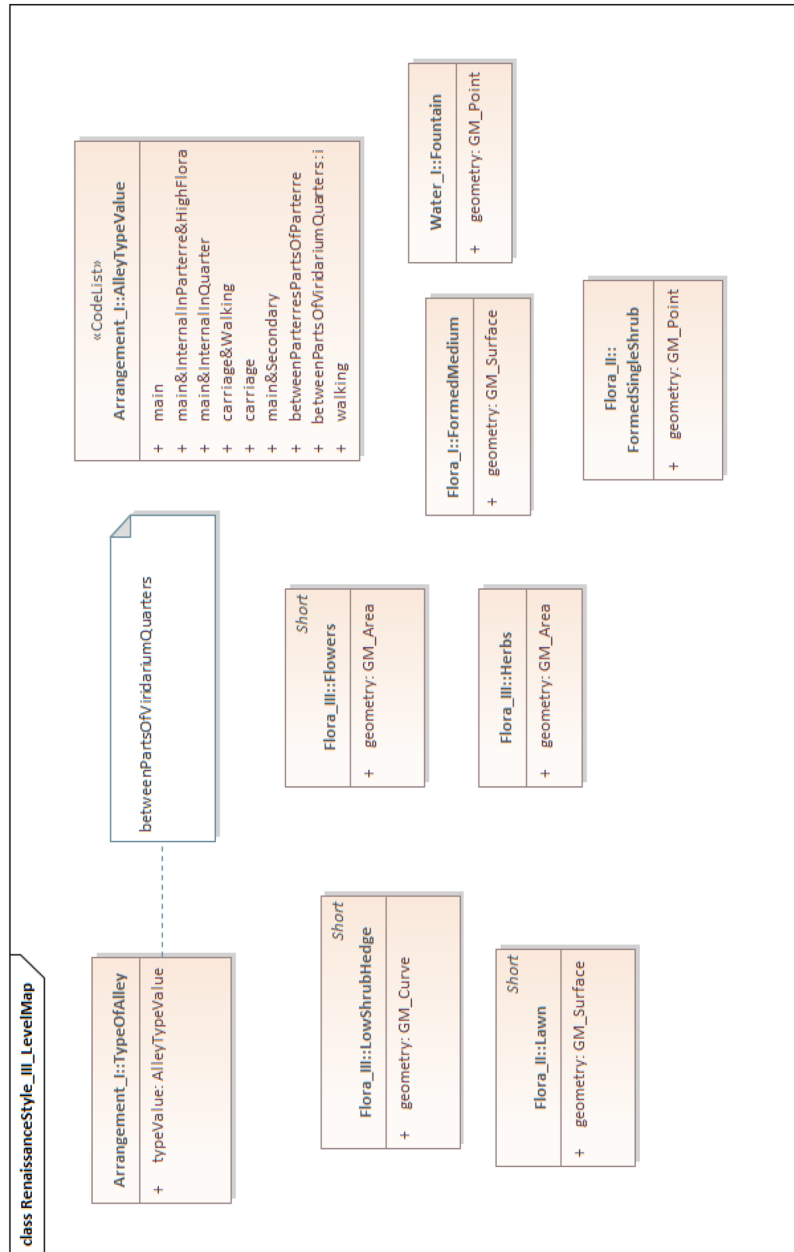 class RenaissanceStyle_III_LevelMap
Arrangement_I::TypeOfAlley
+ typeValue: AlleyTypeValue
betweenPartsOfViridariumQuarters
«CodeList»
Arrangement_I::AlleyTypeValue
+ main
+ main&InternalInParterre&HighFlora
+ main&InternalInQuarter
+ carriage&Walking
+ carriage
+ main&Secondary
+ betweenParterresPartsOfParterre
+ betweenPartsOfViridariumQuarters:i
+ walking
Short
Flora_III::LowShrubHedge
+ geometry: GM_Curve
Short
Flora_III::Flowers
+ geometry: GM_Area
Flora_I::FormedMedium
+ geometry: GM_Surface
Water_I::Fountain
+ geometry: GM_Point
Short
Flora_II::Lawn
+ geometry: GM_Surface
Flora_III::Herbs
+ geometry: GM_Area
Flora_II::
FormedSingleShrub
+ geometry: GM_Point